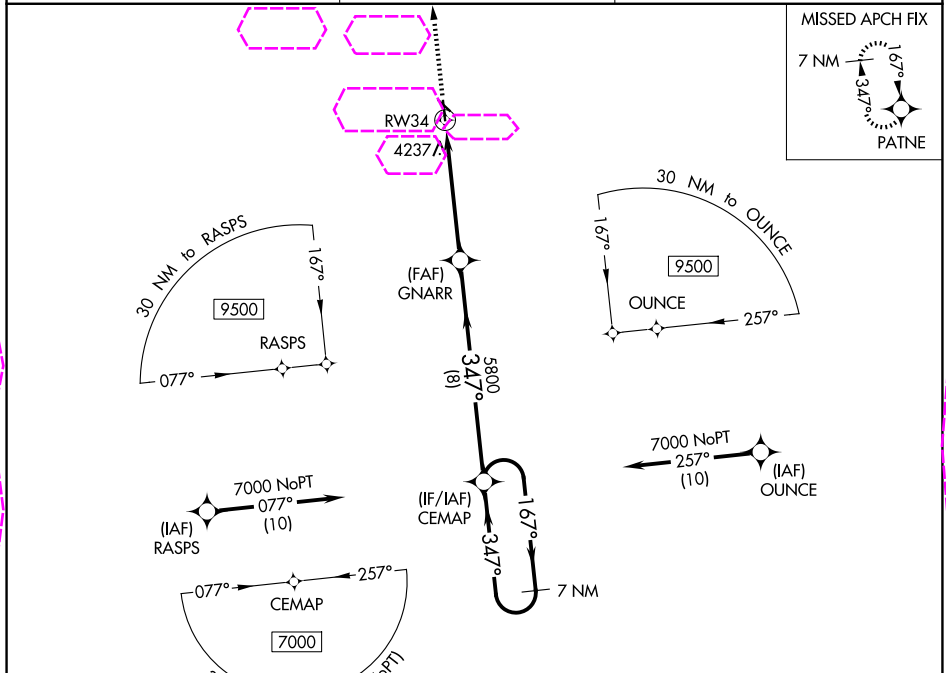 MISSED APCH FIX
7 NM
167°
347°
PATNE
RW34
4237
30 NM to RASPS
167°
9500
RASPS
077°
30 NM to OUNCE
167°
9500
OUNCE
257°
(FAF)
GNARR
5800
347°
(8)
7000 NoPT
257°
(10)
(IAF)
OUNCE
7000 NoPT
077°
(10)
(IAF)
RASPS
(IF/IAF)
CEMAP
167°
347°
7 NM
077°
257°
CEMAP
7000